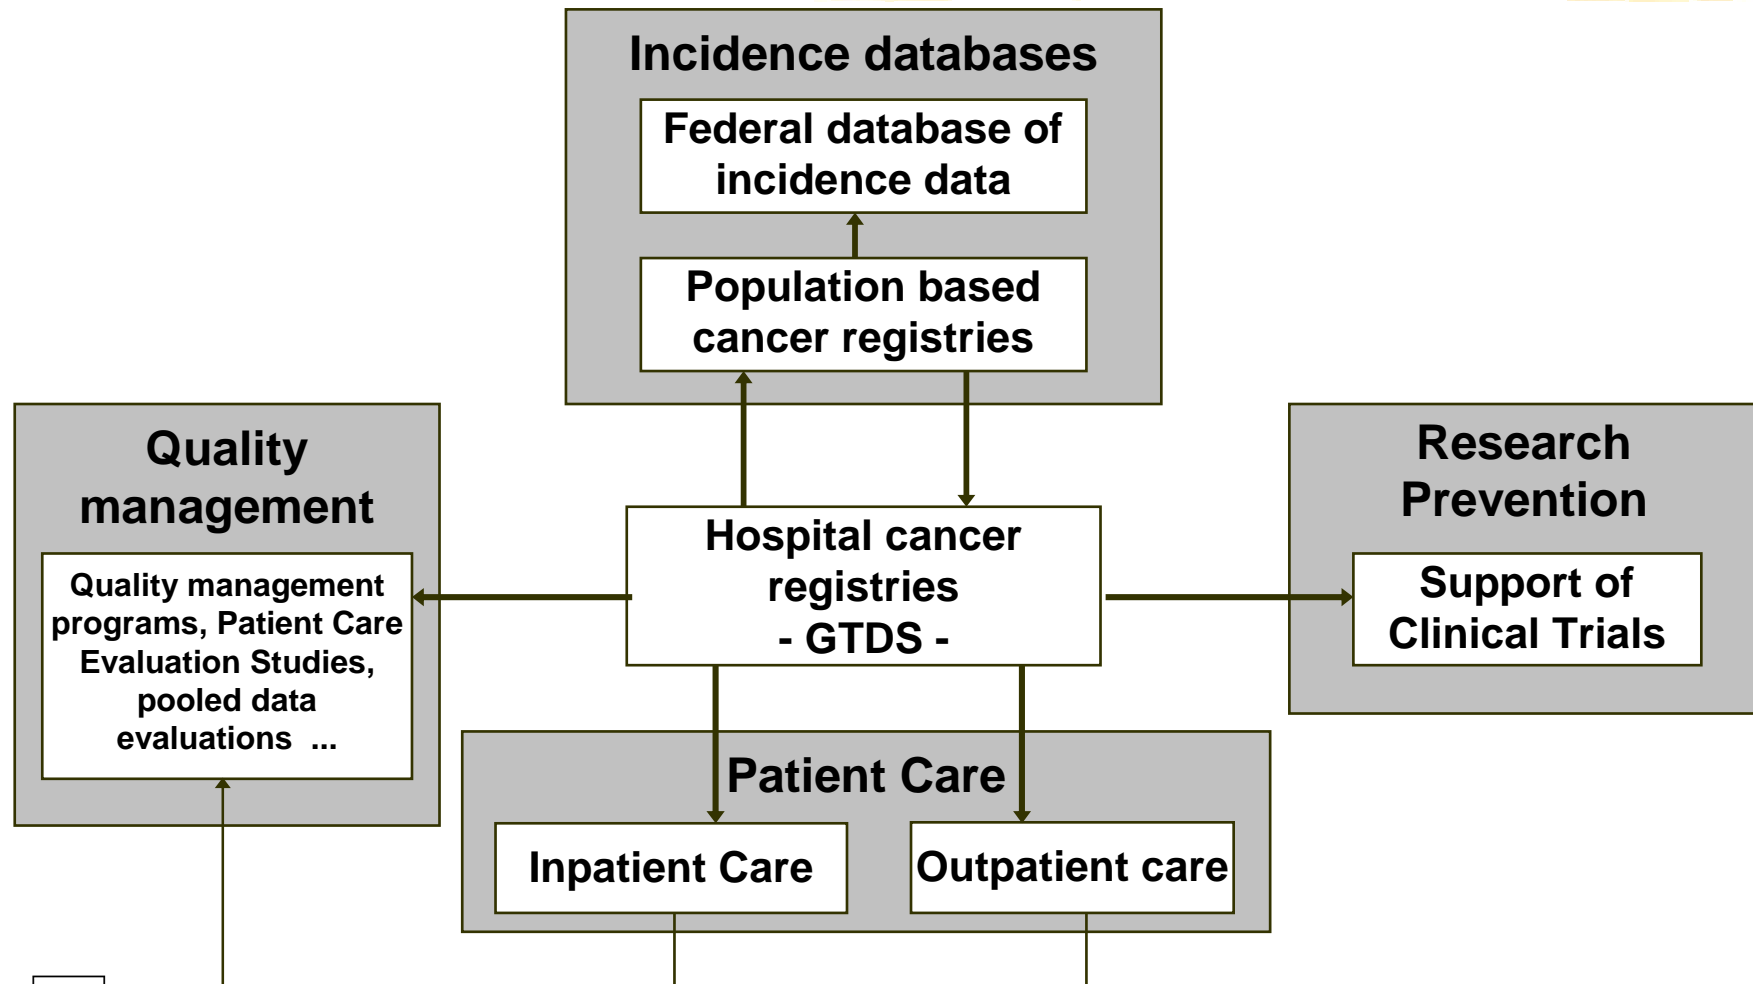 Incidence databases
Federal database of
incidence data
Population based
cancer registries
Quality
management
Quality management
programs, Patient Care
Evaluation Studies,
pooled data
evaluations ...
Hospital cancer
registries
- GTDS -
Research
Prevention
Support of
Clinical Trials
Patient Care
Inpatient Care
Outpatient care